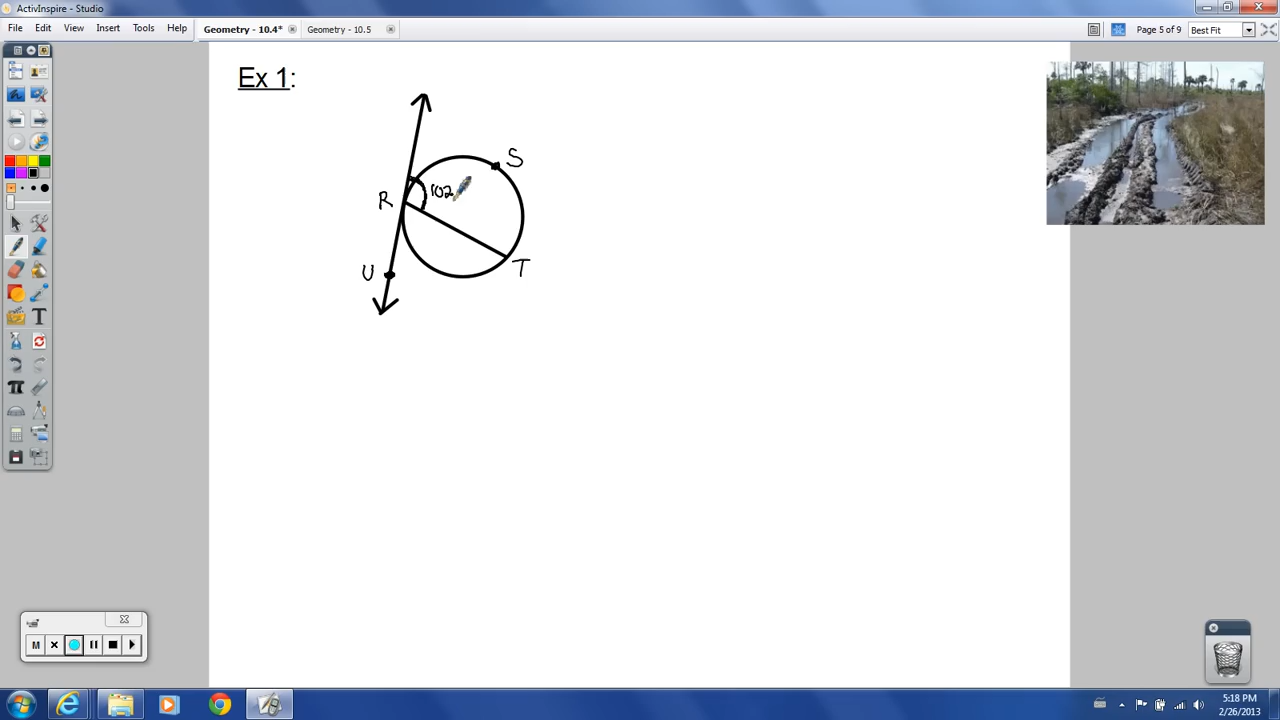 ActivInspire - Studio
File Edit View Insert Tools Help
Geometry - 10.4* Geometry - 10.5
Page 5 of 9 Best Fit
Ex 1:
S
102
R
U
T
T
π
M
5:18 PM
2/26/2013